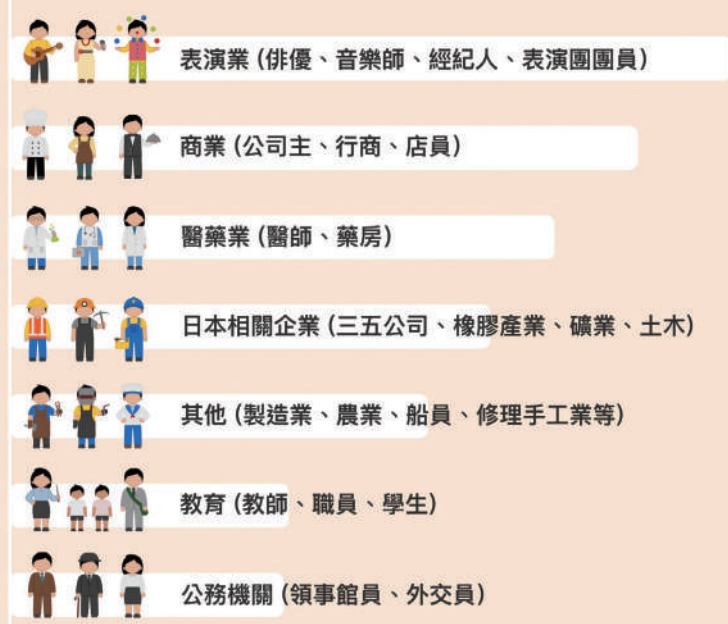 表演業 (俳優、音樂師、經紀人、表演團團員)
商業 (公司主、行商、店員)
醫藥業 (醫師、藥房)
日本相關企業 (三五公司、橡膠產業、礦業、土木)
其他 (製造業、農業、船員、修理手工業等)
教育 (教師、職員、學生)
公務機關 (領事館員、外交員)